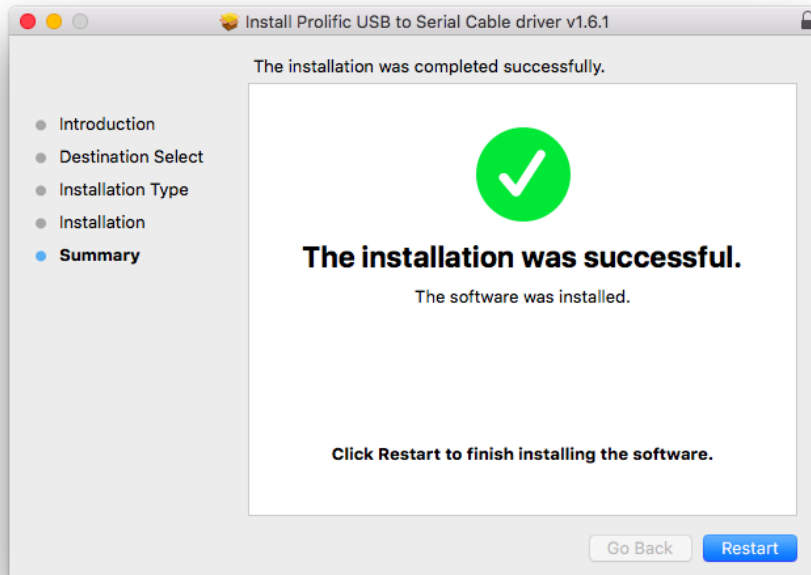 Install Prolific USB to Serial Cable driver v1.6.1
The installation was completed successfully.
Introduction
Destination Select
Installation Type
Installation
Summary
The installation was successful.
The software was installed.
Click Restart to finish installing the software.
Go Back
Restart